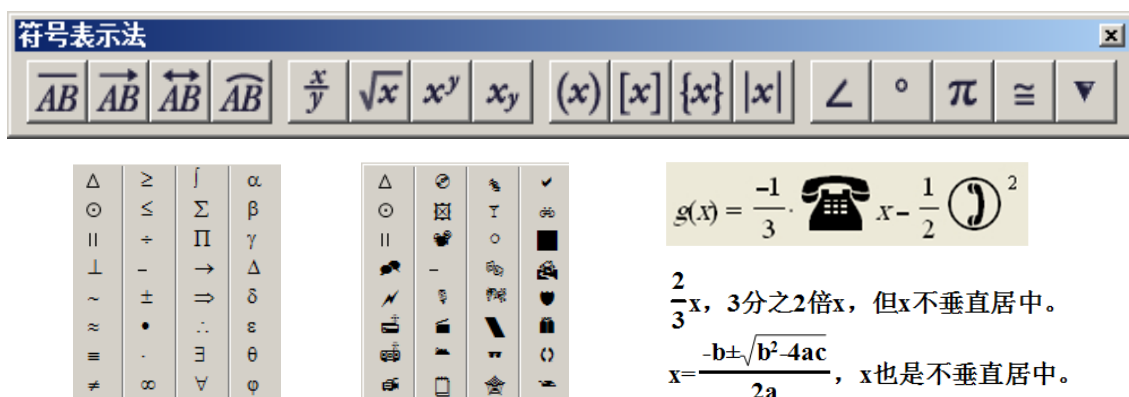 符号表示法
AB AB AB AB x/y √x xʸ xᵧ (x) [x] {x} |x| ∠ ° π ≅ ▼
Δ ≥ ∫ α
⊙ ≤ Σ β
|| ÷ Π γ
⊥ – → Δ
~ ± ⇒ δ
≈ • ∴ ε
≡ · ∃ θ
≠ ∞ ∀ φ
Δ
⊙
||
–
g(x) = -1/3 · ☎ x – 1/2 ✆ ²
2/3x，3分之2倍x，但x不垂直居中。
x=-b±√b²-4ac/2a，x也是不垂直居中。